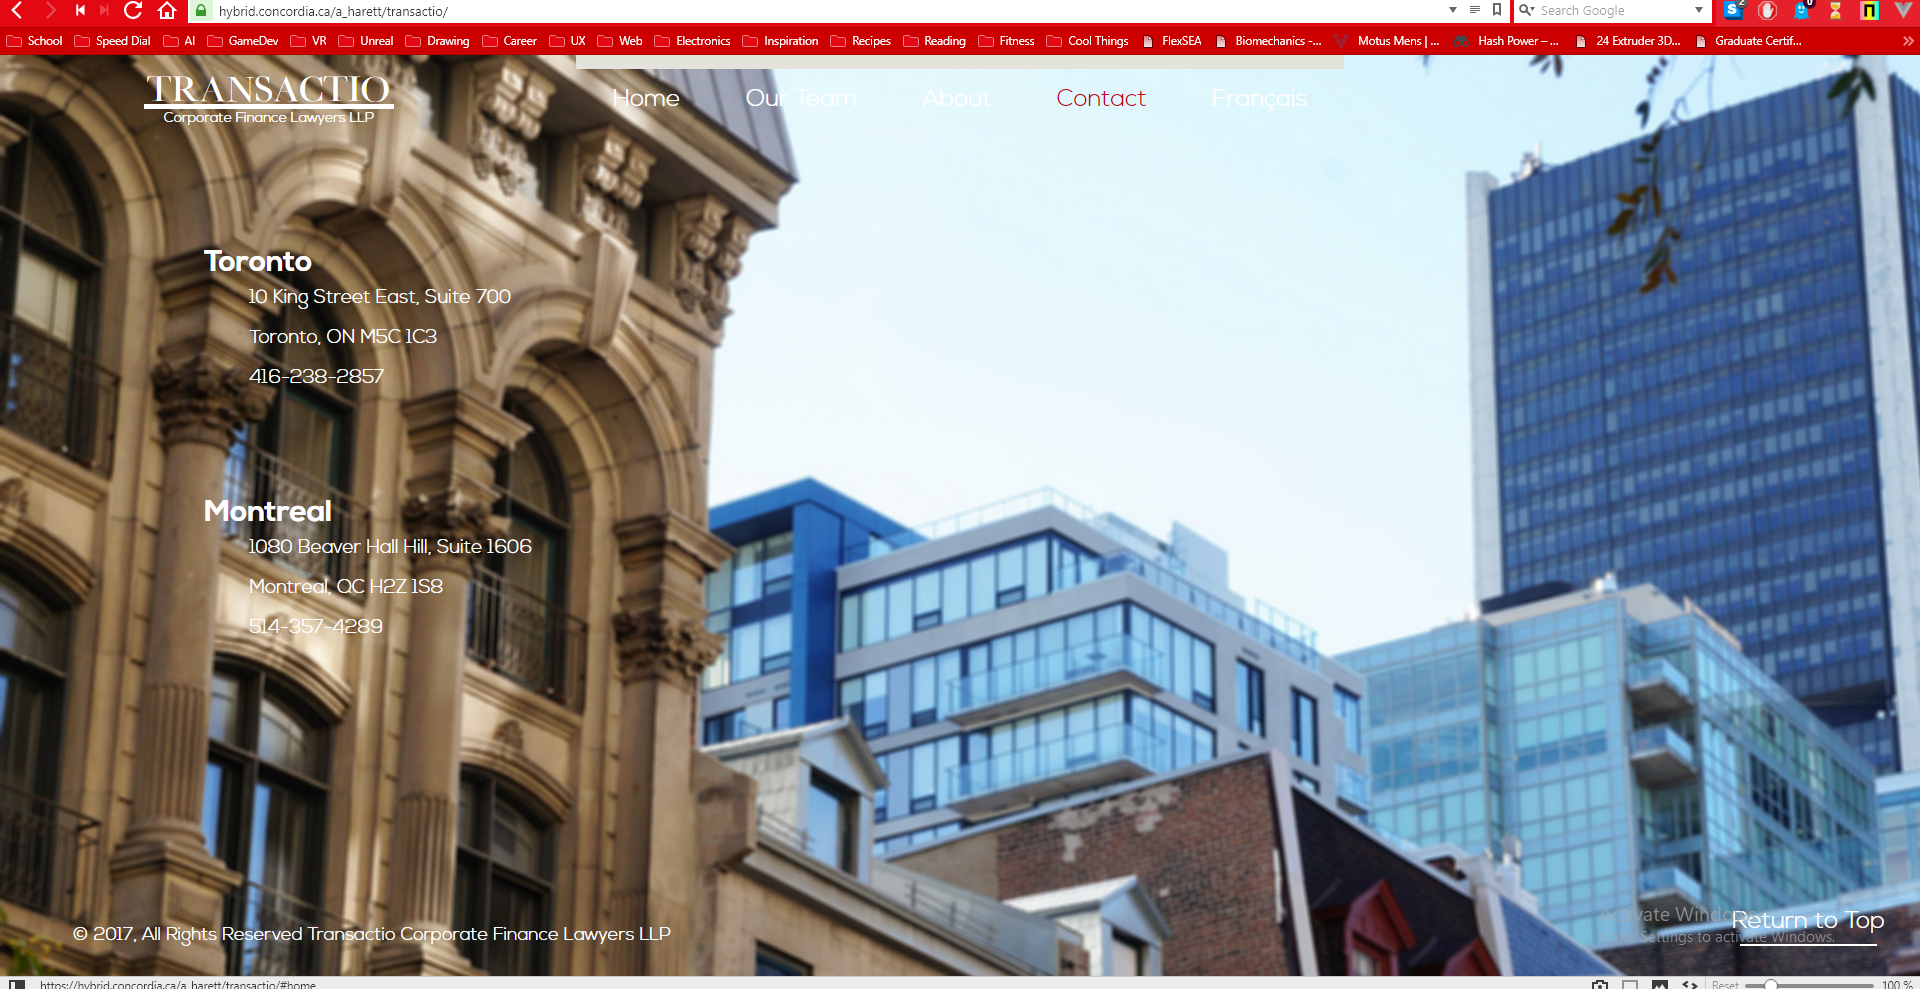 hybrid.concordia.ca/a_harett/transactio/
Search Google
2
0
School Speed Dial AI GameDev VR Unreal Drawing Career UX Web Electronics Inspiration Recipes Reading Fitness Cool Things FlexSEA Biomechanics -... Motus Mens | ... Hash Power – ... 24 Extruder 3D... Graduate Certif...
TRANSACTIO
Corporate Finance Lawyers LLP
Home Our Team About Contact Français
Toronto
10 King Street East, Suite 700
Toronto, ON M5C 1C3
416-238-2857
Montreal
1080 Beaver Hall Hill, Suite 1606
Montreal, QC H2Z 1S8
514-357-4289
© 2017, All Rights Reserved Transactio Corporate Finance Lawyers LLP
Return to Top
Settings to activate Windows.
https://hybrid.concordia.ca/a_harett/transactio/#home
Reset 100 %